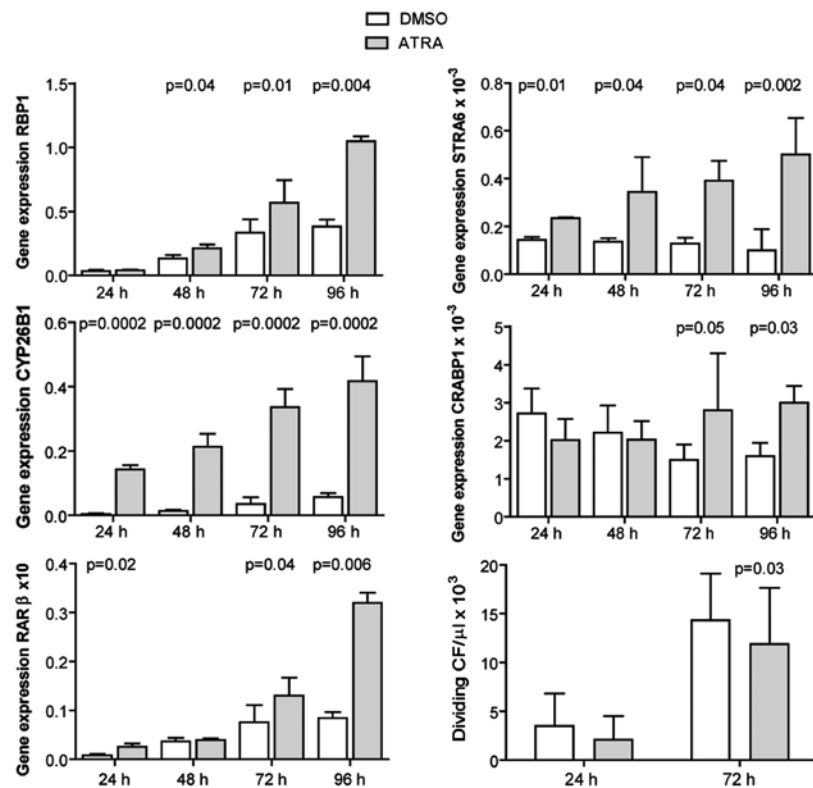 DMSO
ATRA
Gene expression RBP1
1.5
1.0
0.5
0.0
p=0.04 p=0.01 p=0.004
24 h 48 h 72 h 96 h
Gene expression STRA6 x 10-3
0.8
0.6
0.4
0.2
0.0
p=0.01 p=0.04 p=0.04 p=0.002
24 h 48 h 72 h 96 h
Gene expression CYP26B1
0.6
0.4
0.2
0.0
p=0.0002 p=0.0002 p=0.0002 p=0.0002
24 h 48 h 72 h 96 h
Gene expression CRABP1 x 10-3
5
4
3
2
1
0
p=0.05 p=0.03
24 h 48 h 72 h 96 h
Gene expression RAR β x10
0.4
0.3
0.2
0.1
0.0
p=0.02 p=0.04 p=0.006
24 h 48 h 72 h 96 h
Dividing CF/µl x 10³
20
15
10
5
0
p=0.03
24 h 72 h